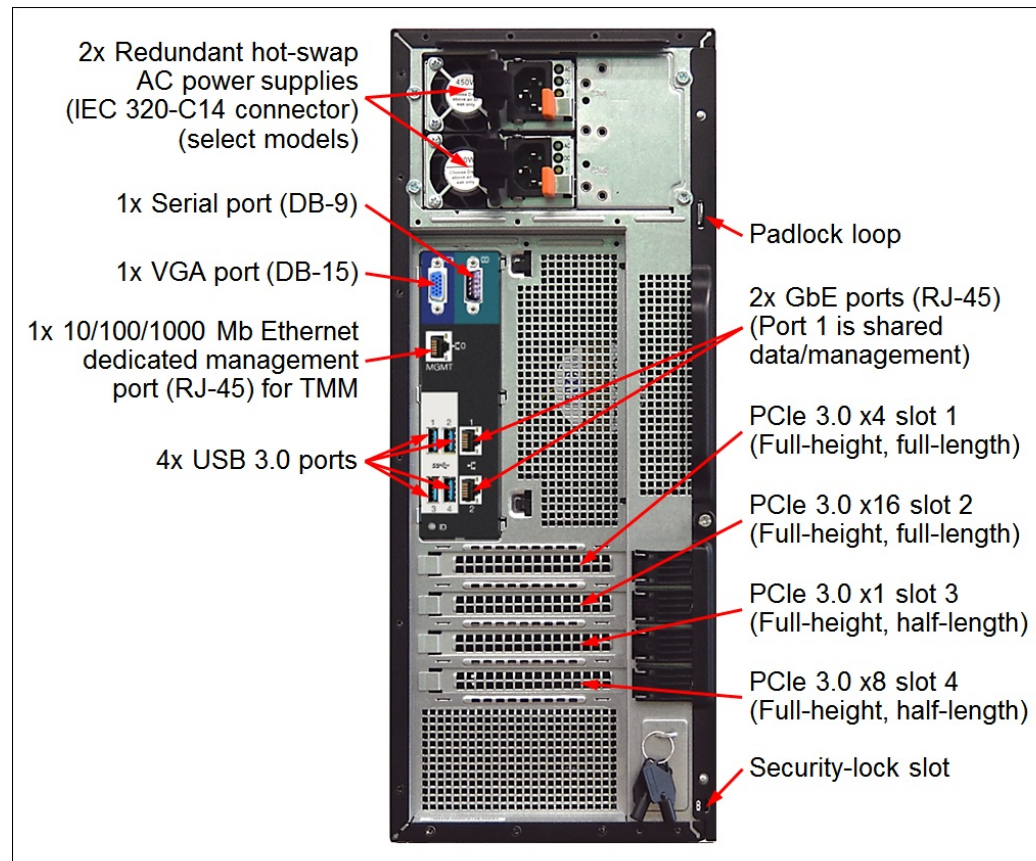 2x Redundant hot-swap
AC power supplies
(IEC 320-C14 connector)
(select models)
1x Serial port (DB-9)
1x VGA port (DB-15)
1x 10/100/1000 Mb Ethernet
dedicated management
port (RJ-45) for TMM
4x USB 3.0 ports
Padlock loop
2x GbE ports (RJ-45)
(Port 1 is shared
data/management)
PCIe 3.0 x4 slot 1
(Full-height, full-length)
PCIe 3.0 x16 slot 2
(Full-height, full-length)
PCIe 3.0 x1 slot 3
(Full-height, half-length)
PCIe 3.0 x8 slot 4
(Full-height, half-length)
Security-lock slot
450W
MGMT
1 2 1
3 4 2
ID